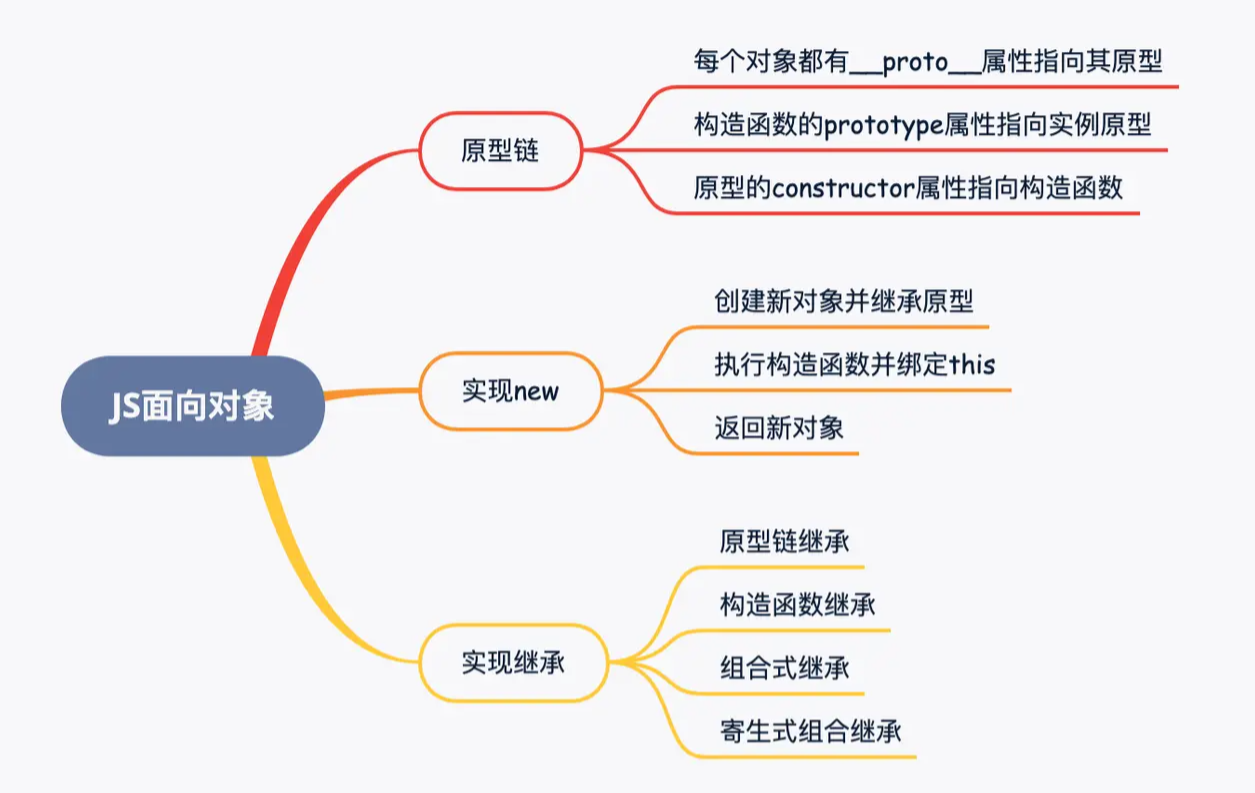 JS面向对象
原型链
每个对象都有__proto__属性指向其原型
构造函数的prototype属性指向实例原型
原型的constructor属性指向构造函数
实现new
创建新对象并继承原型
执行构造函数并绑定this
返回新对象
实现继承
原型链继承
构造函数继承
组合式继承
寄生式组合继承